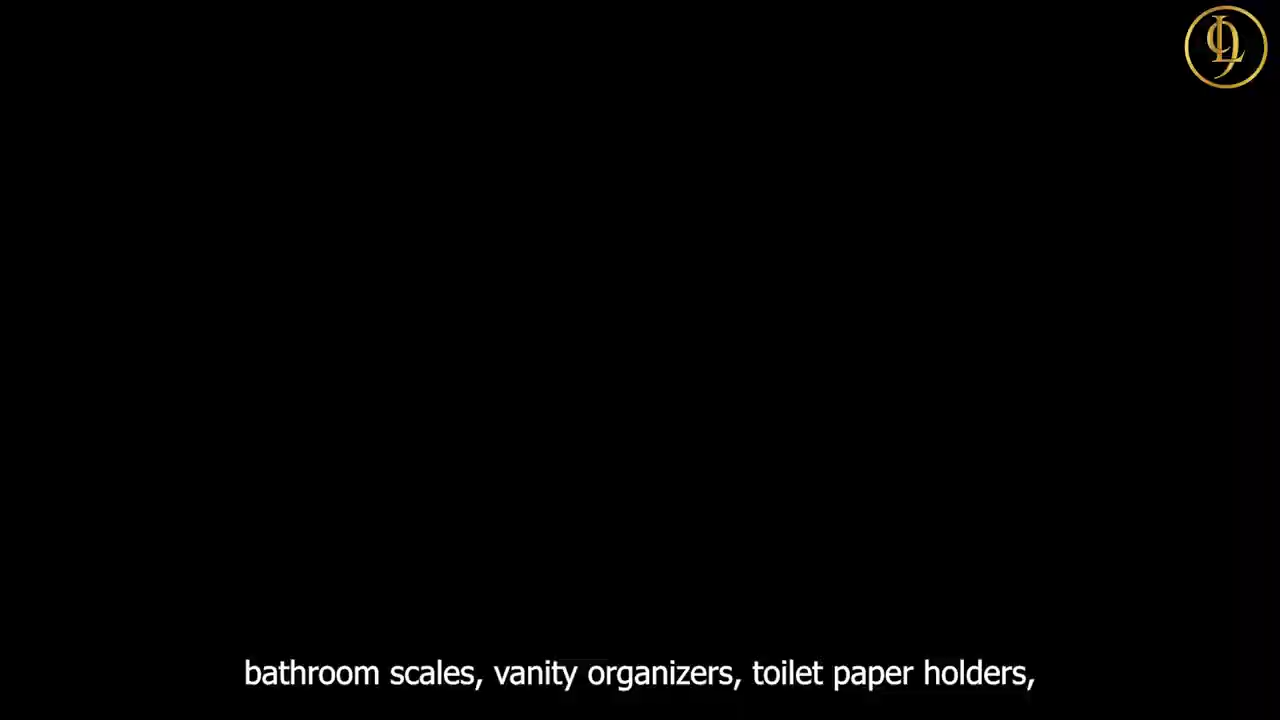 bathroom scales, vanity organizers, toilet paper holders,